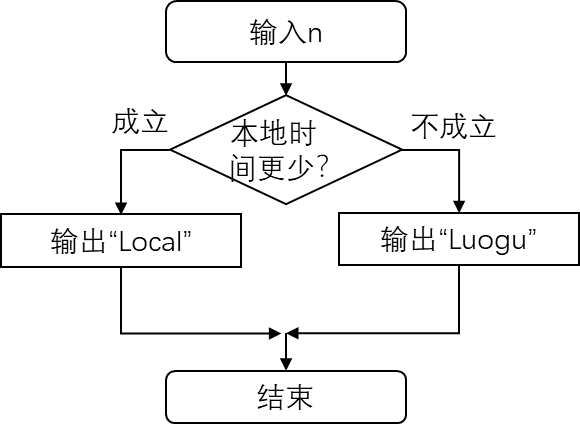 输入n
成立
不成立
本地时
间更少？
输出“Local”
输出“Luogu”
结束